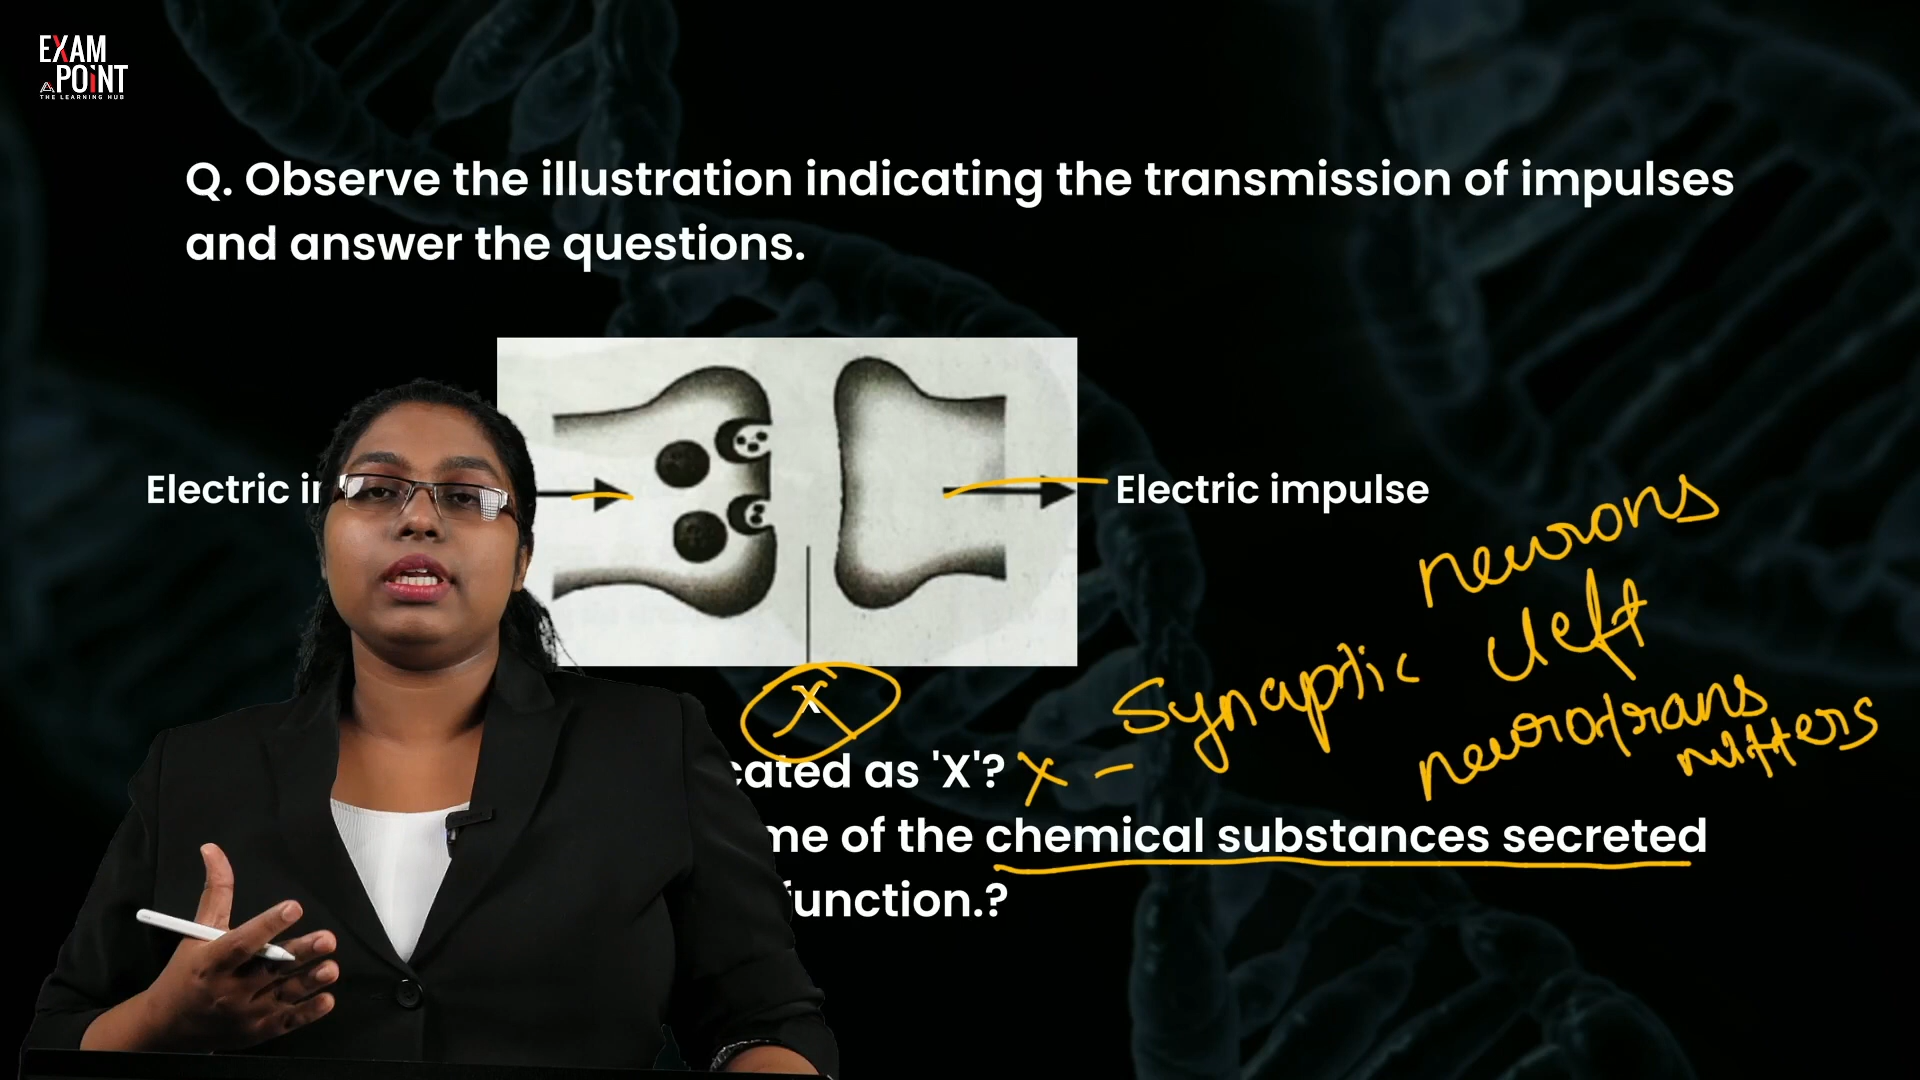 EXAM
POINT
THE LEARNING HUB
Q. Observe the illustration indicating the transmission of impulses
and answer the questions.
Electric
Electric impulse
neurons
X
cated as 'X'?
X - Synaptic cleft
neurotrans
mitters
me of the chemical substances secreted
function.?